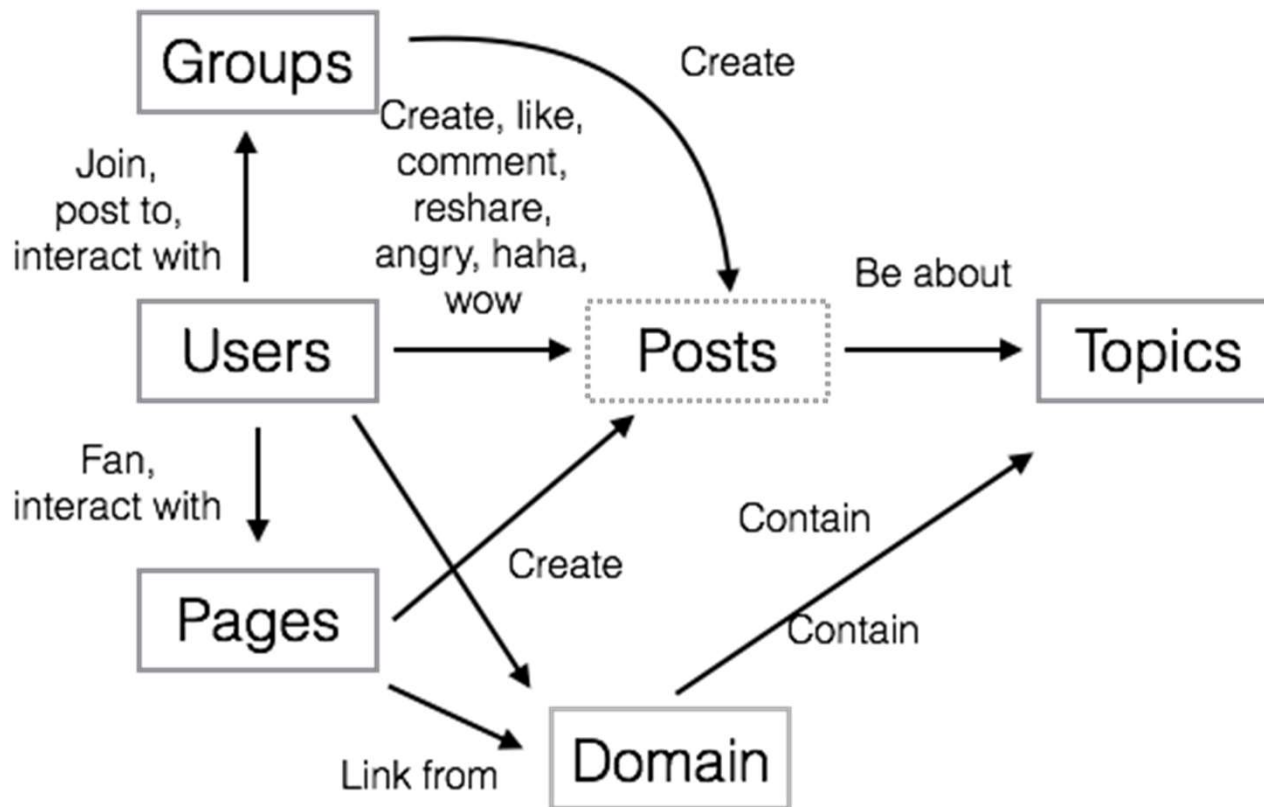 Groups
Create
Create, like,
comment,
reshare,
angry, haha,
wow
Join,
post to,
interact with
Be about
Users
Posts
Topics
Fan,
interact with
Contain
Create
Pages
Contain
Link from
Domain